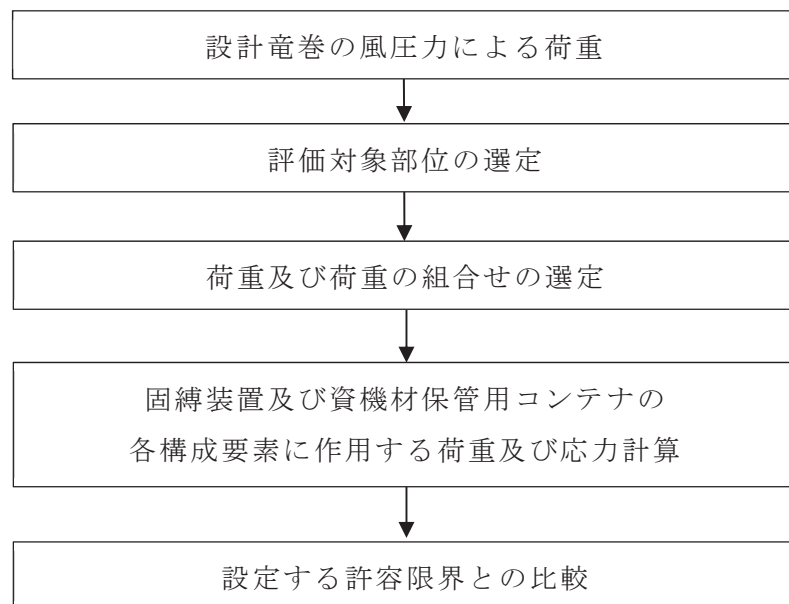 設計竜巻の風圧力による荷重
評価対象部位の選定
荷重及び荷重の組合せの選定
固縛装置及び資機材保管用コンテナの
各構成要素に作用する荷重及び応力計算
設定する許容限界との比較